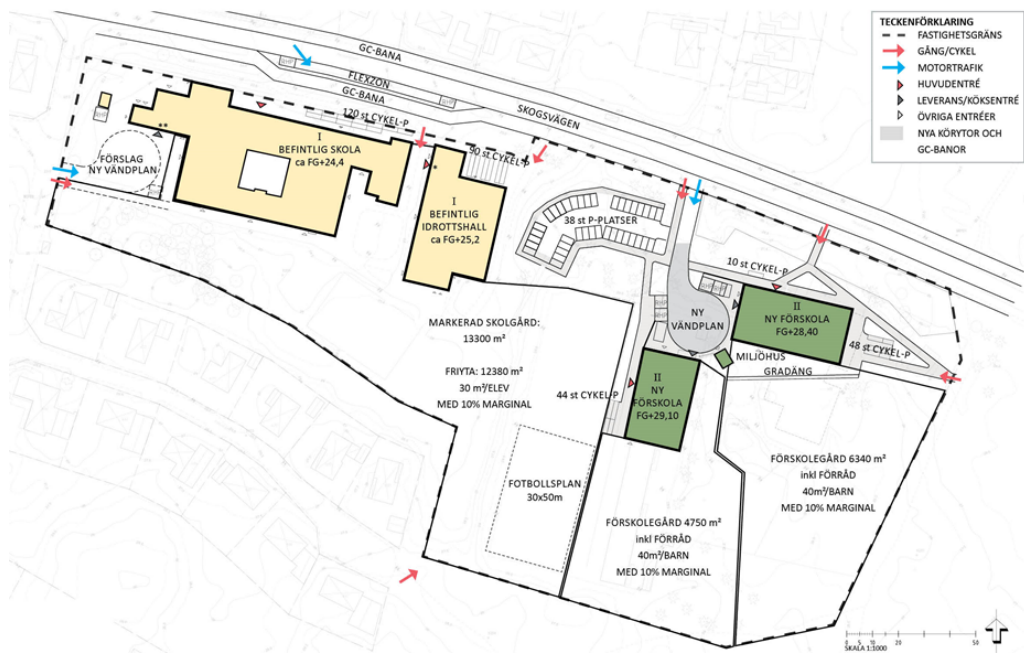 TECKENFÖRKLARING
FASTIGHETSGRÄNS
GÅNG/CYKEL
MOTORTRAFIK
HUVUDENTRÉ
LEVERANS/KÖKSENTRÉ
ÖVRIGA ENTRÉER
NYA KÖRYTOR OCH
GC-BANOR
GC-BANA
FLEXZON
GC-BANA
SKOGSVÄGEN
120 st CYKEL-P
90 st CYKEL-P
FÖRSLAG
NY VÄNDPLAN
**
I
BEFINTLIG SKOLA
ca FG+24,4
*
I
BEFINTLIG
IDROTTSHALL
ca FG+25,2
38 st P-PLATSER
10 st CYKEL-P
NY
VÄNDPLAN
II
NY FÖRSKOLA
FG+28,40
48 st CYKEL-P
MILJÖHUS
GRADÄNG
II
NY
FÖRSKOLA
FG+29,10
44 st CYKEL-P
MARKERAD SKOLGÅRD:
13300 m²
FRIYTA: 12380 m²
30 m²/ELEV
MED 10% MARGINAL
FOTBOLLSPLAN
30x50m
FÖRSKOLEGÅRD 4750 m²
inkl FÖRRÅD
40m²/BARN
MED 10% MARGINAL
FÖRSKOLEGÅRD 6340 m²
inkl FÖRRÅD
40m²/BARN
MED 10% MARGINAL
0 5 10 20 50
SKALA 1:1000